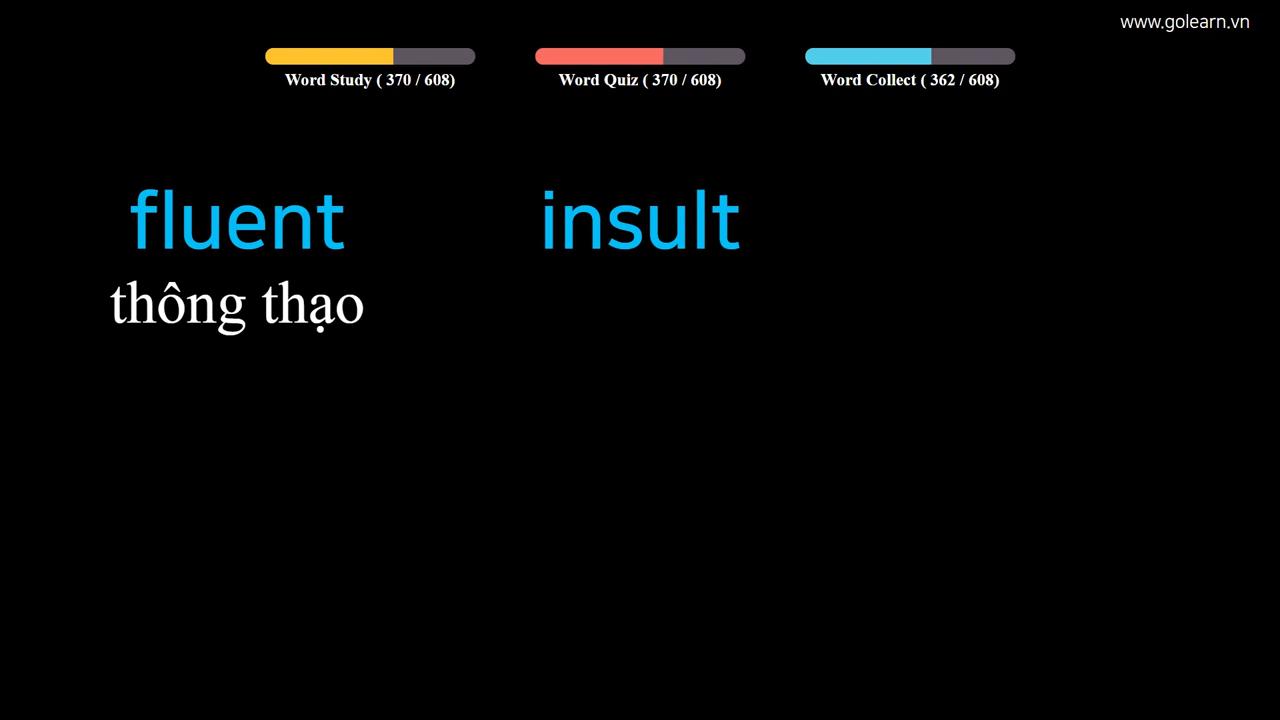 www.golearn.vn
Word Study ( 370 / 608) Word Quiz ( 370 / 608) Word Collect ( 362 / 608)
fluent insult
thông thạo